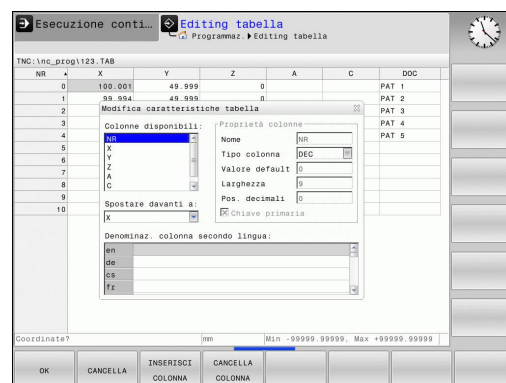 Esecuzione conti… Editing tabella
Programmaz. Editing tabella
TNC:\nc_prog\123.TAB
NR X Y Z A C DOC
0 100.001 49.999 0 PAT 1
1 99.994 49.999 0 PAT 2
2 PAT 3
3 PAT 4
4 PAT 5
5
6
7
8
9
10
Modifica caratteristiche tabella
Colonne disponibili:
NR
X
Y
Z
A
C
Spostare davanti a:
X
Proprietà colonne
Nome NR
Tipo colonna DEC
Valore default 0
Larghezza 9
Pos. decimali 0
Chiave primaria
Denominaz. colonna secondo lingua:
en
de
cs
fr
Coordinate? mm Min -99999.99999, Max +99999.99999
OK CANCELLA INSERISCI COLONNA CANCELLA COLONNA